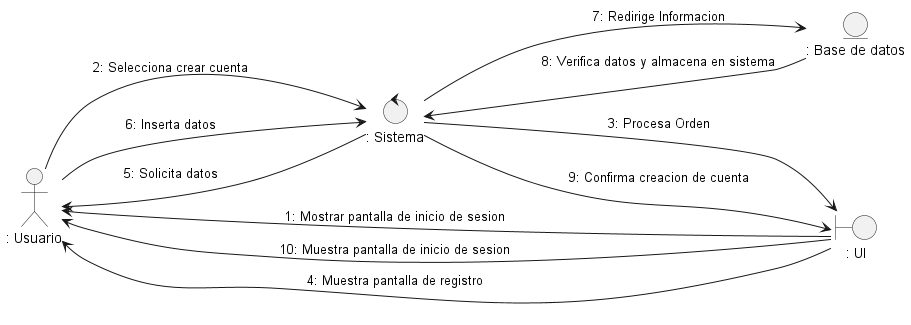 7: Redirige Informacion
: Base de datos
8: Verifica datos y almacena en sistema
2: Selecciona crear cuenta
6: Inserta datos
: Sistema
3: Procesa Orden
5: Solicita datos
9: Confirma creacion de cuenta
: Usuario
1: Mostrar pantalla de inicio de sesion
10: Muestra pantalla de inicio de sesion
: UI
4: Muestra pantalla de registro